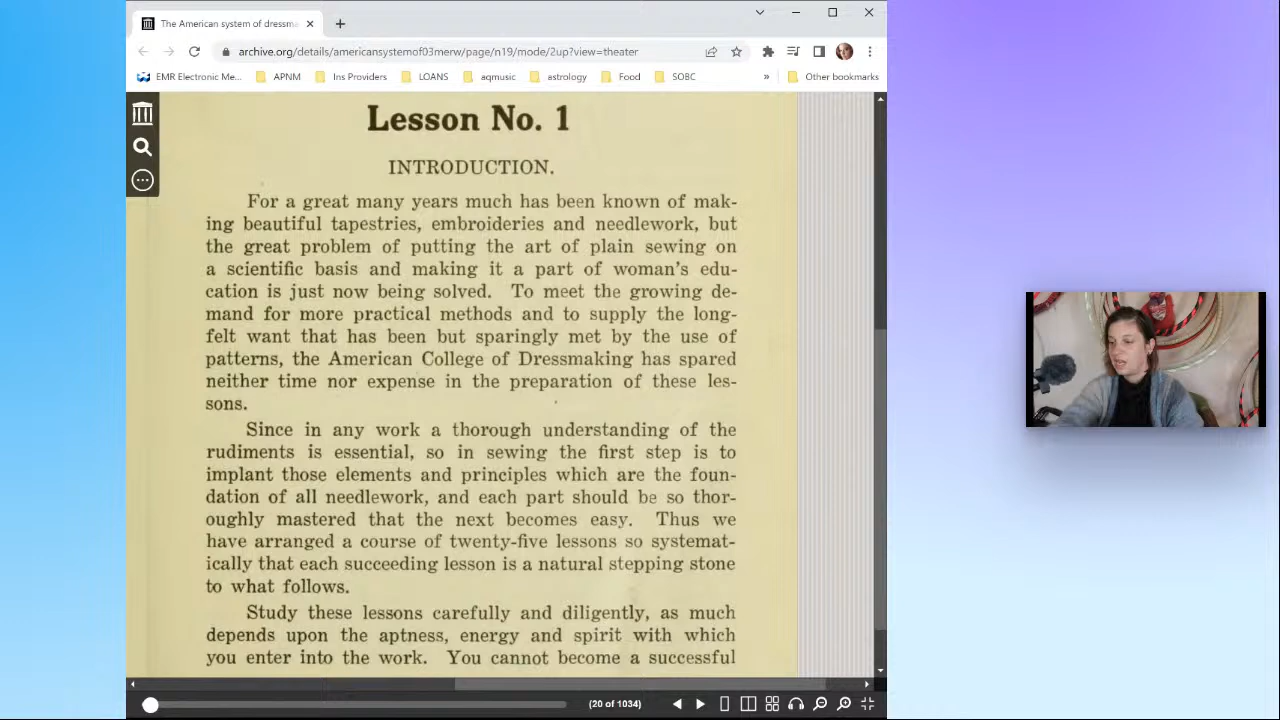 The American system of dressma
archive.org/details/americansystemof03merw/page/n19/mode/2up?view=theater
EMR Electronic Me... APNM Ins Providers LOANS aqmusic astrology Food SOBC » Other bookmarks
Lesson No. 1
INTRODUCTION.
For a great many years much has been known of mak-
ing beautiful tapestries, embroideries and needlework, but
the great problem of putting the art of plain sewing on
a scientific basis and making it a part of woman's edu-
cation is just now being solved. To meet the growing de-
mand for more practical methods and to supply the long-
felt want that has been but sparingly met by the use of
patterns, the American College of Dressmaking has spared
neither time nor expense in the preparation of these les-
sons.
Since in any work a thorough understanding of the
rudiments is essential, so in sewing the first step is to
implant those elements and principles which are the foun-
dation of all needlework, and each part should be so thor-
oughly mastered that the next becomes easy. Thus we
have arranged a course of twenty-five lessons so systemat-
ically that each succeeding lesson is a natural stepping stone
to what follows.
Study these lessons carefully and diligently, as much
depends upon the aptness, energy and spirit with which
you enter into the work. You cannot become a successful
(20 of 1034)